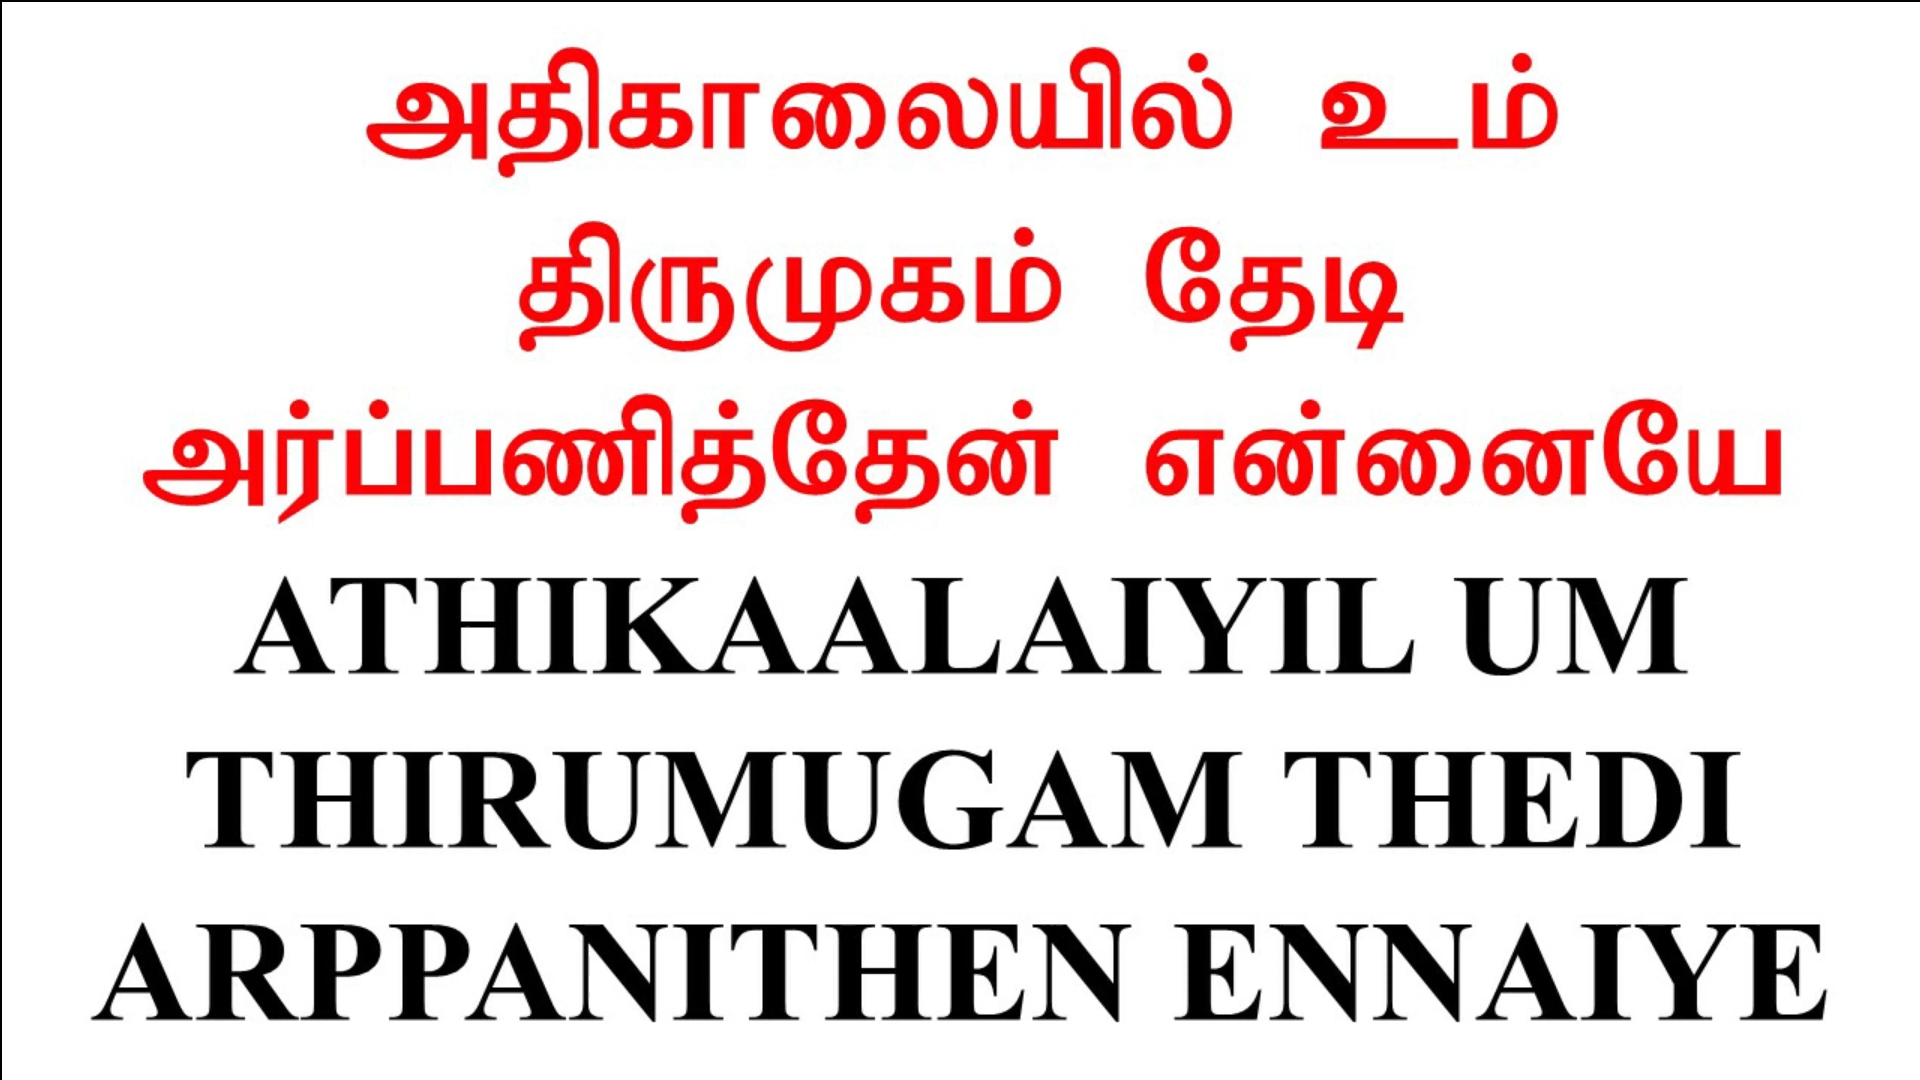 அதிகாலையில் உம்
திருமுகம் தேடி
அர்ப்பணித்தேன் என்னையே
ATHIKAALAIYIL UM
THIRUMUGAM THEDI
ARPPANITHEN ENNAIYE